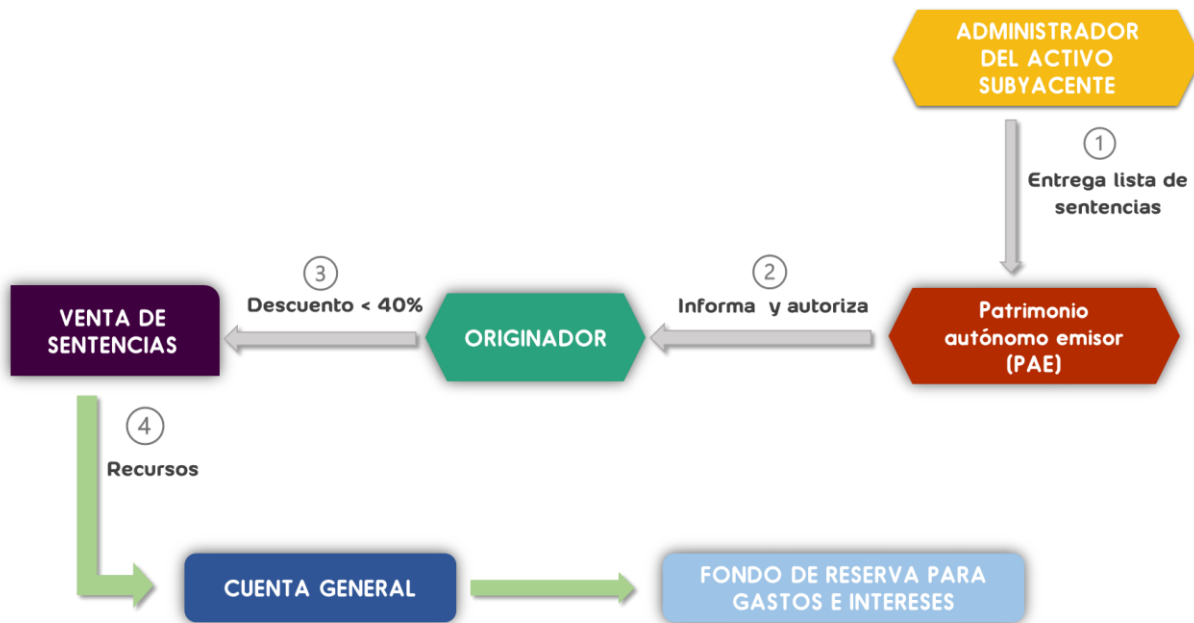 ADMINISTRADOR
DEL ACTIVO
SUBYACENTE
1
Entrega lista de
sentencias
Patrimonio
autónomo emisor
(PAE)
2
Informa y autoriza
ORIGINADOR
3
Descuento < 40%
VENTA DE
SENTENCIAS
4
Recursos
CUENTA GENERAL
FONDO DE RESERVA PARA
GASTOS E INTERESES